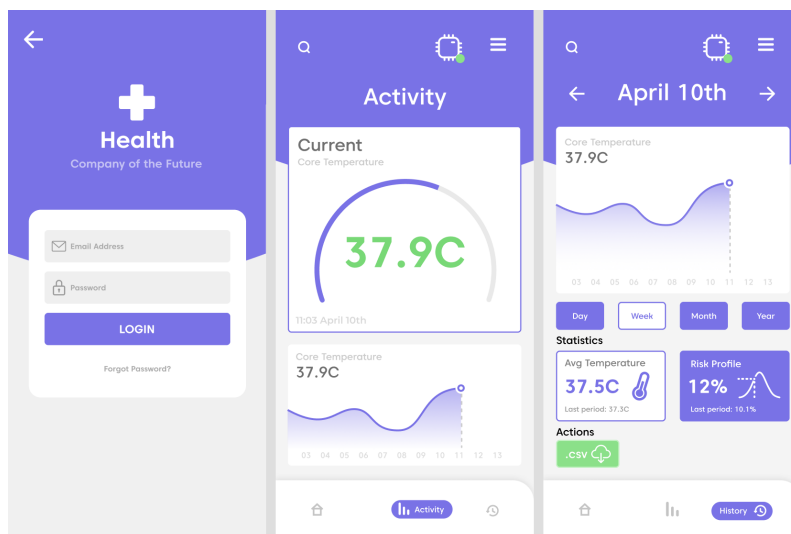 Health
Company of the Future
Email Address
Password
LOGIN
Forgot Password?
Activity
Current
Core Temperature
37.9C
11:03 April 10th
Core Temperature
37.9C
03 04 05 06 07 08 09 10 11 12 13
Activity
April 10th
Core Temperature
37.9C
03 04 05 06 07 08 09 10 11 12 13
Day Week Month Year
Statistics
Avg Temperature
37.5C
Last period: 37.3C
Risk Profile
12%
Last period: 10.1%
Actions
.csv
History